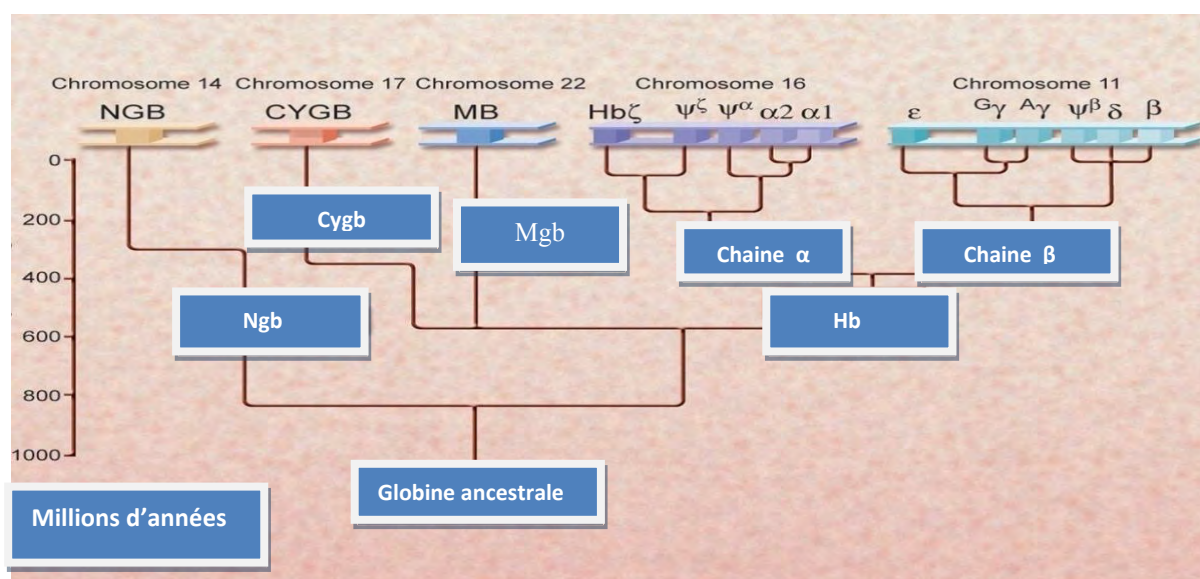 Chromosome 14 Chromosome 17 Chromosome 22 Chromosome 16 Chromosome 11
NGB CYGB MB Hbζ ψζ ψα α2 α1 ε Gγ Aγ ψβ δ β
0
200
400
600
800
1000
Cygb
Mgb
Chaine α
Chaine β
Ngb
Hb
Globine ancestrale
Millions d'années